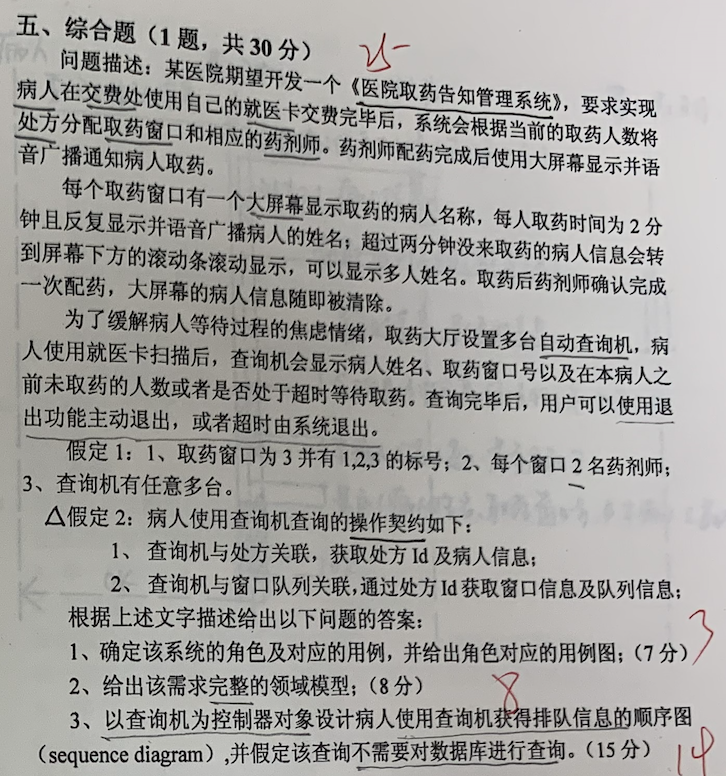 五、综合题（1题，共30分）
25
问题描述：某医院期望开发一个《医院取药告知管理系统》，要求实现
病人在交费处使用自己的就医卡交费完毕后，系统会根据当前的取药人数将
处方分配取药窗口和相应的药剂师。药剂师配药完成后使用大屏幕显示并语
音广播通知病人取药。
每个取药窗口有一个大屏幕显示取药的病人名称，每人取药时间为2分
钟且反复显示并语音广播病人的姓名；超过两分钟没来取药的病人信息会转
到屏幕下方的滚动条滚动显示，可以显示多人姓名。取药后药剂师确认完成
一次配药，大屏幕的病人信息随即被清除。
为了缓解病人等待过程的焦虑情绪，取药大厅设置多台自动查询机，病
人使用就医卡扫描后，查询机会显示病人姓名、取药窗口号以及在本病人之
前未取药的人数或者是否处于超时等待取药。查询完毕后，用户可以使用退
出功能主动退出，或者超时由系统退出。
假定1：1、取药窗口为3并有1,2,3的标号；2、每个窗口2名药剂师；
3、查询机有任意多台。
△假定2：病人使用查询机查询的操作契约如下：
1、 查询机与处方关联，获取处方Id及病人信息；
2、 查询机与窗口队列关联,通过处方Id获取窗口信息及队列信息；
根据上述文字描述给出以下问题的答案：
1、确定该系统的角色及对应的用例，并给出角色对应的用例图；（7分） 3
2、给出该需求完整的领域模型；（8分） 8
3、以查询机为控制器对象设计病人使用查询机获得排队信息的顺序图
（sequence diagram）,并假定该查询不需要对数据库进行查询。（15分） 14